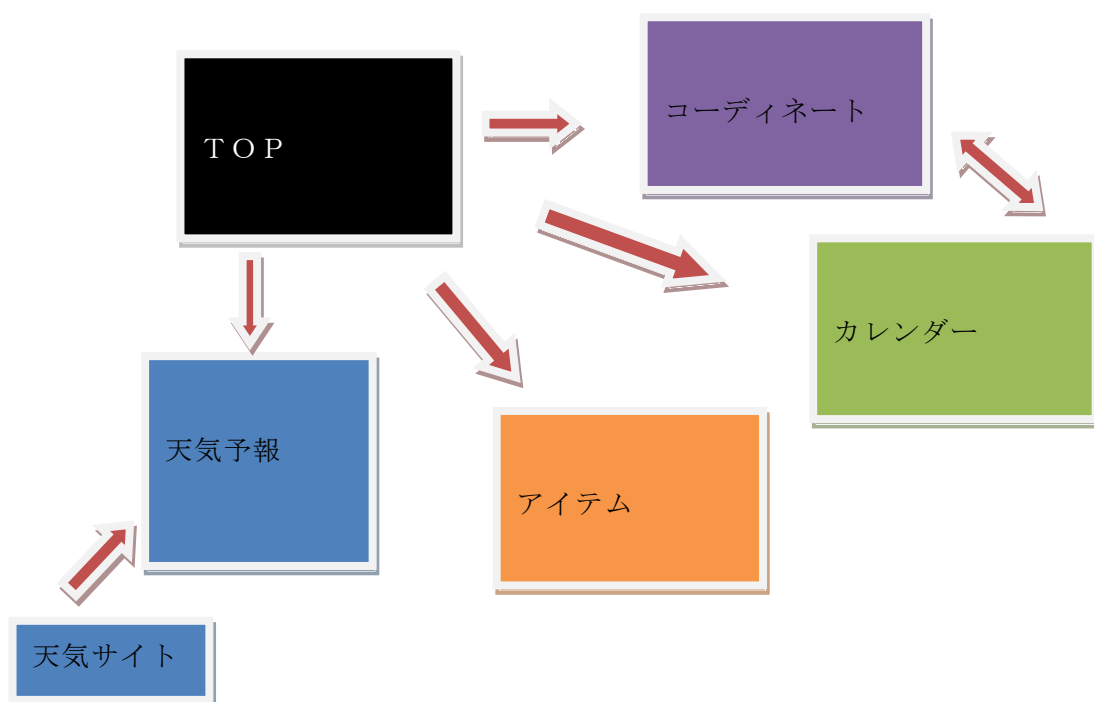 コーディネート
ＴＯＰ
カレンダー
天気予報
アイテム
天気サイト